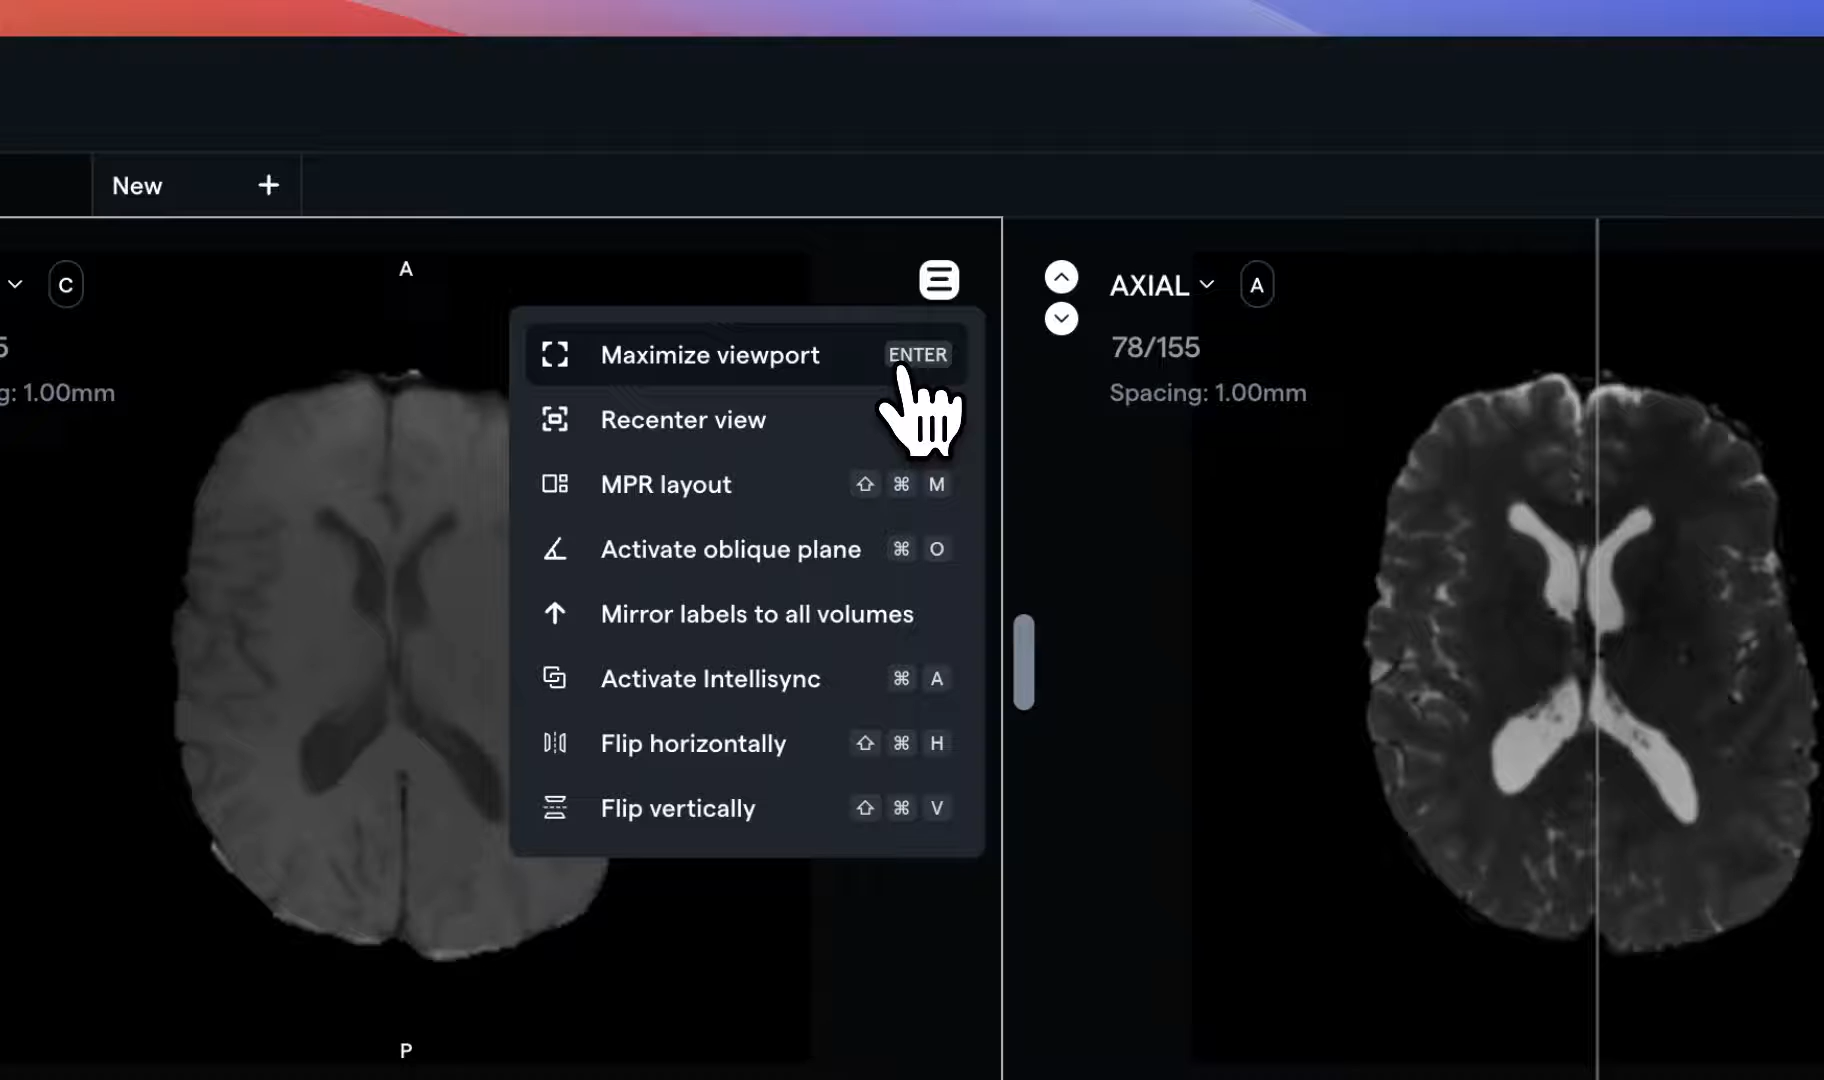 New +
C
A
5
g: 1.00mm
Maximize viewport ENTER
Recenter view
MPR layout ⇧ ⌘ M
Activate oblique plane ⌘ O
Mirror labels to all volumes
Activate Intellisync ⌘ A
Flip horizontally ⇧ ⌘ H
Flip vertically ⇧ ⌘ V
P
AXIAL A
78/155
Spacing: 1.00mm